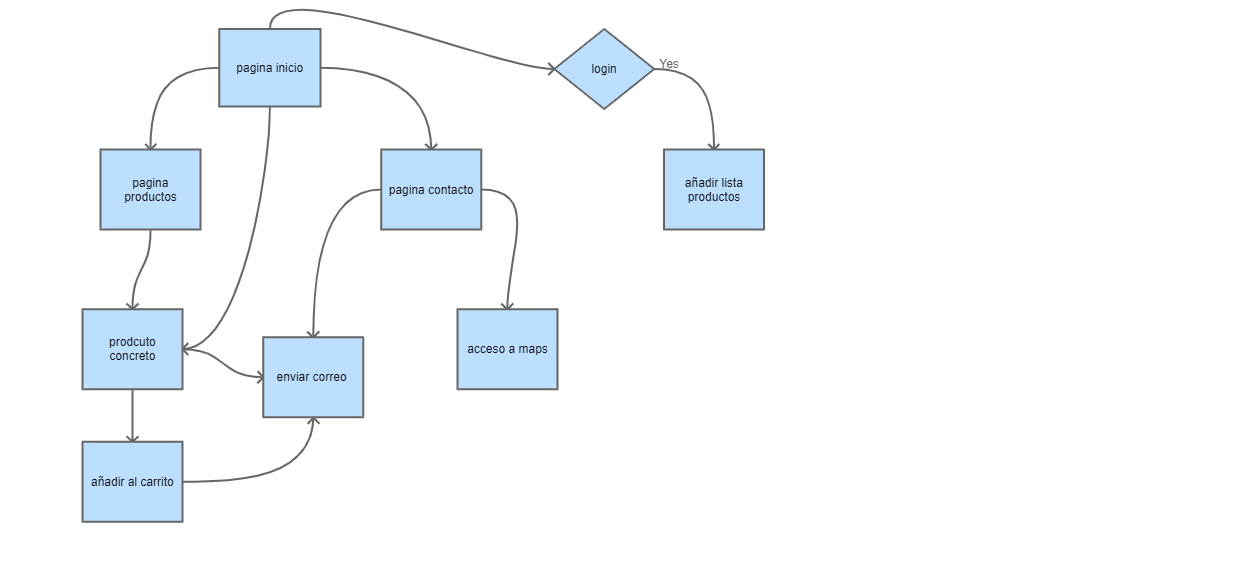 pagina inicio
login
Yes
pagina
productos
pagina contacto
añadir lista
productos
prodcuto
concreto
enviar correo
acceso a maps
añadir al carrito